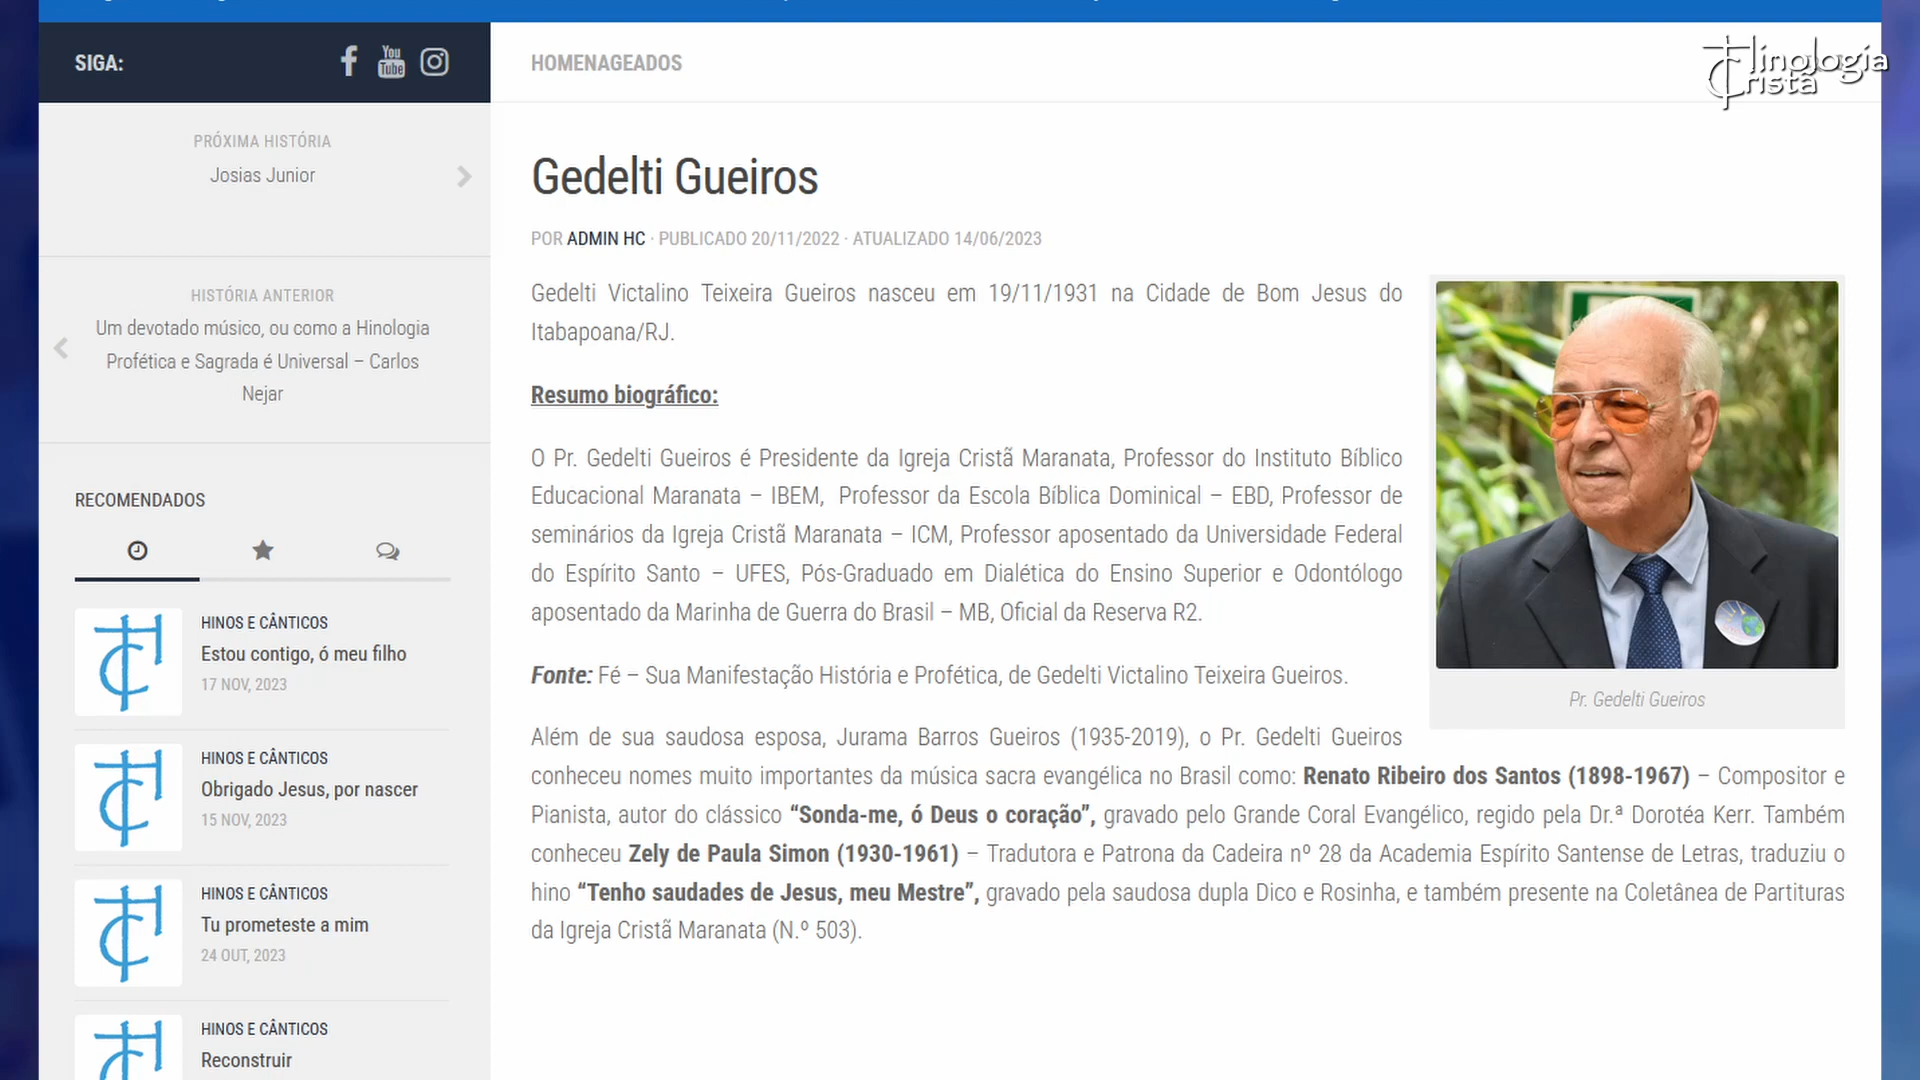 SIGA:
You
Tube
HOMENAGEADOS
Hinologia
Cristã
PRÓXIMA HISTÓRIA
Josias Junior
HISTÓRIA ANTERIOR
Um devotado músico, ou como a Hinologia
Profética e Sagrada é Universal – Carlos
Nejar
RECOMENDADOS
HINOS E CÂNTICOS
Estou contigo, ó meu filho
17 NOV, 2023
HINOS E CÂNTICOS
Obrigado Jesus, por nascer
15 NOV, 2023
HINOS E CÂNTICOS
Tu prometeste a mim
24 OUT, 2023
HINOS E CÂNTICOS
Reconstruir
Gedelti Gueiros
POR ADMIN HC · PUBLICADO 20/11/2022 · ATUALIZADO 14/06/2023
Gedelti Victalino Teixeira Gueiros nasceu em 19/11/1931 na Cidade de Bom Jesus do
Itabapoana/RJ.
Resumo biográfico:
O Pr. Gedelti Gueiros é Presidente da Igreja Cristã Maranata, Professor do Instituto Bíblico
Educacional Maranata – IBEM, Professor da Escola Bíblica Dominical – EBD, Professor de
seminários da Igreja Cristã Maranata – ICM, Professor aposentado da Universidade Federal
do Espírito Santo – UFES, Pós-Graduado em Dialética do Ensino Superior e Odontólogo
aposentado da Marinha de Guerra do Brasil – MB, Oficial da Reserva R2.
Fonte: Fé – Sua Manifestação História e Profética, de Gedelti Victalino Teixeira Gueiros.
Pr. Gedelti Gueiros
Além de sua saudosa esposa, Jurama Barros Gueiros (1935-2019), o Pr. Gedelti Gueiros
conheceu nomes muito importantes da música sacra evangélica no Brasil como: Renato Ribeiro dos Santos (1898-1967) – Compositor e
Pianista, autor do clássico “Sonda-me, ó Deus o coração”, gravado pelo Grande Coral Evangélico, regido pela Dr.ª Dorotéa Kerr. Também
conheceu Zely de Paula Simon (1930-1961) – Tradutora e Patrona da Cadeira nº 28 da Academia Espírito Santense de Letras, traduziu o
hino “Tenho saudades de Jesus, meu Mestre”, gravado pela saudosa dupla Dico e Rosinha, e também presente na Coletânea de Partituras
da Igreja Cristã Maranata (N.º 503).